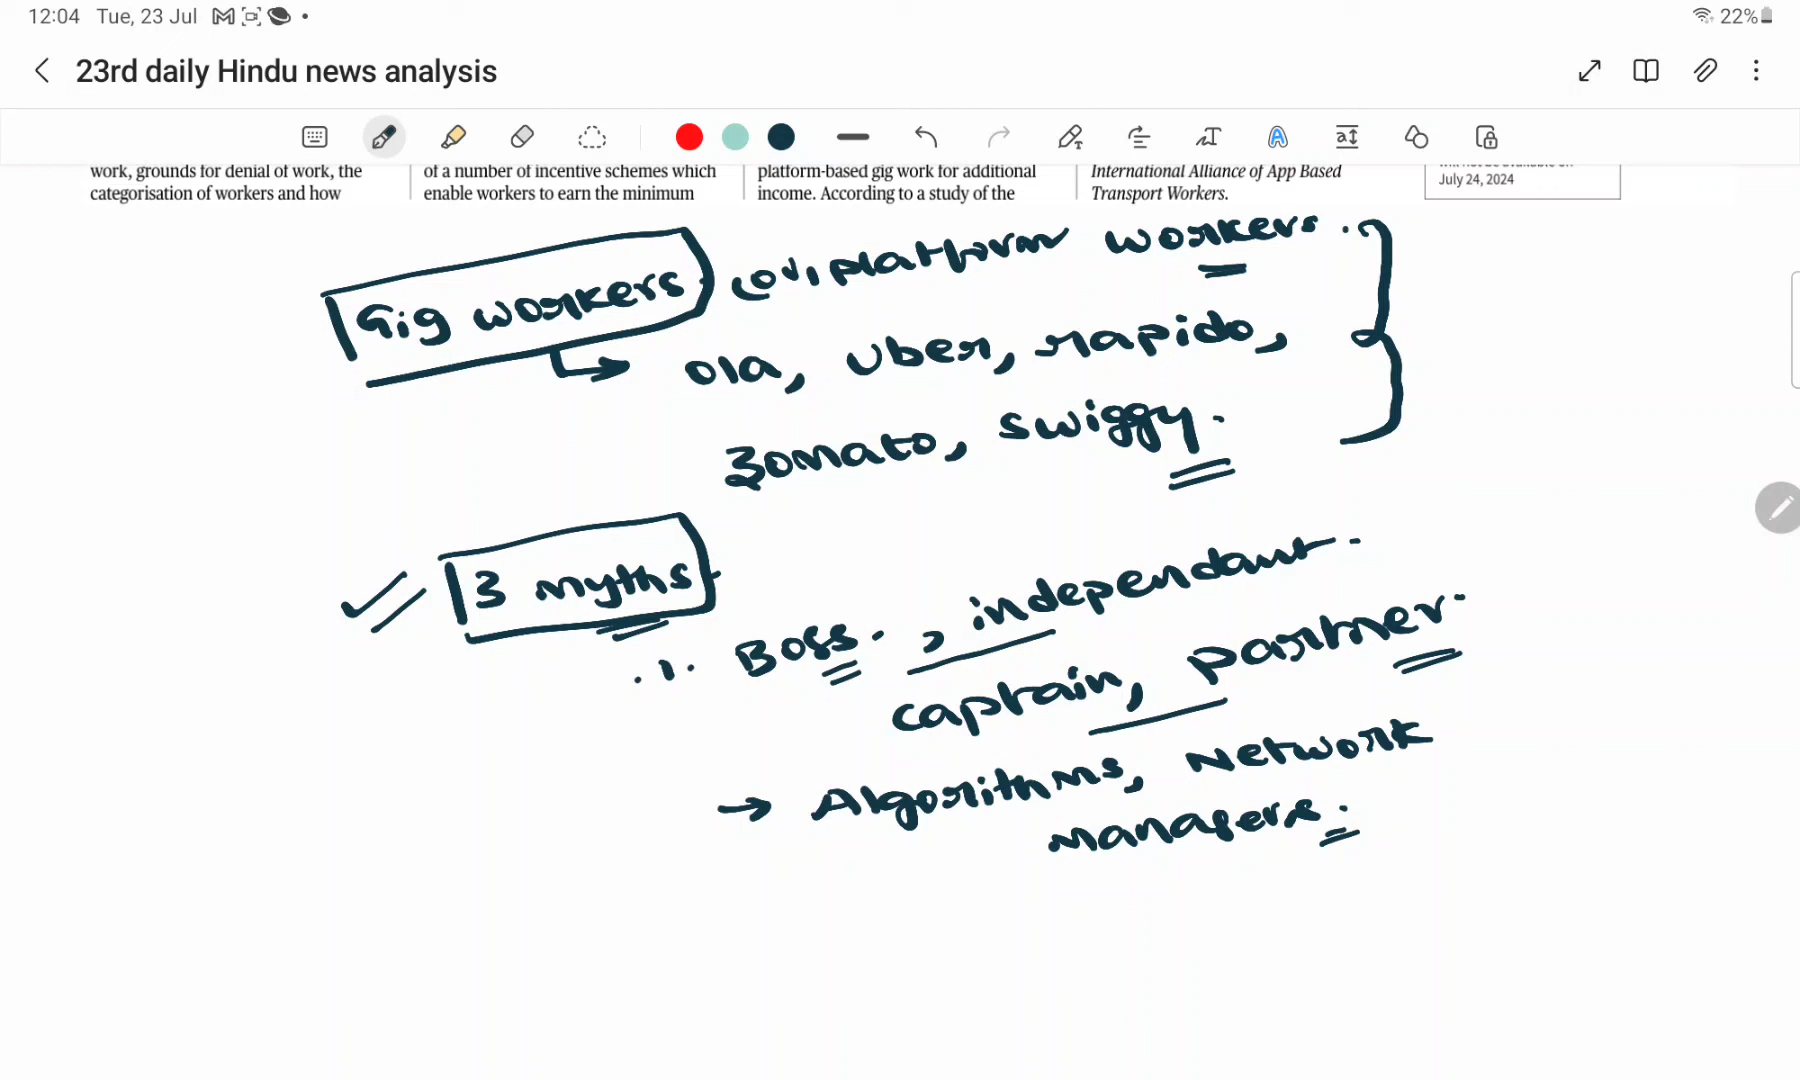 12:04 Tue, 23 Jul 22%
23rd daily Hindu news analysis
work, grounds for denial of work, the
categorisation of workers and how
of a number of incentive schemes which
enable workers to earn the minimum
platform-based gig work for additional
income. According to a study of the
International Alliance of App Based
Transport Workers.
July 24, 2024
Gig workers (or) platform workers.
Ola, Uber, rapido,
Zomato, swiggy.
3 myths
1. Boss, independant
captain, partner
→ Algorithms, Network
managers.